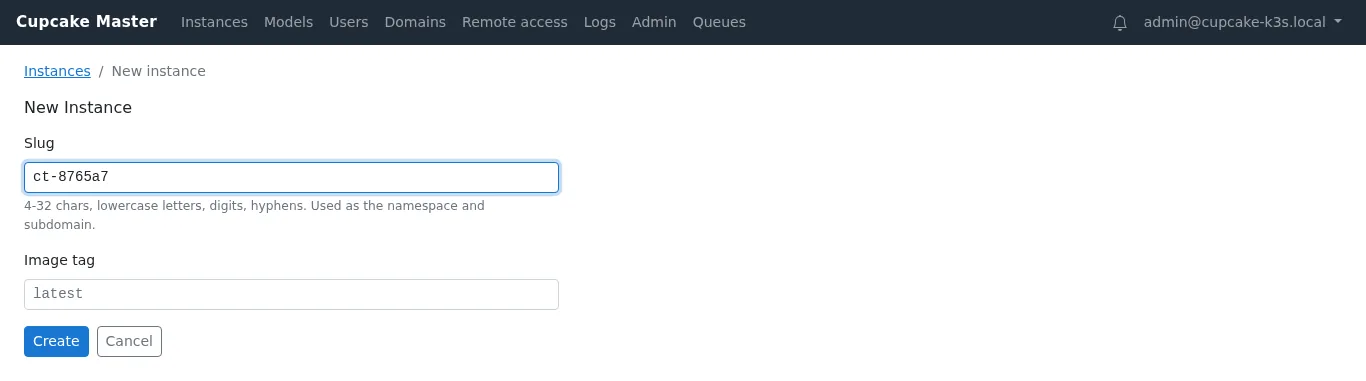 Cupcake Master Instances Models Users Domains Remote access Logs Admin Queues admin@cupcake-k3s.local
Instances / New instance
New Instance
Slug
ct-8765a7
4-32 chars, lowercase letters, digits, hyphens. Used as the namespace and
subdomain.
Image tag
latest
Create Cancel